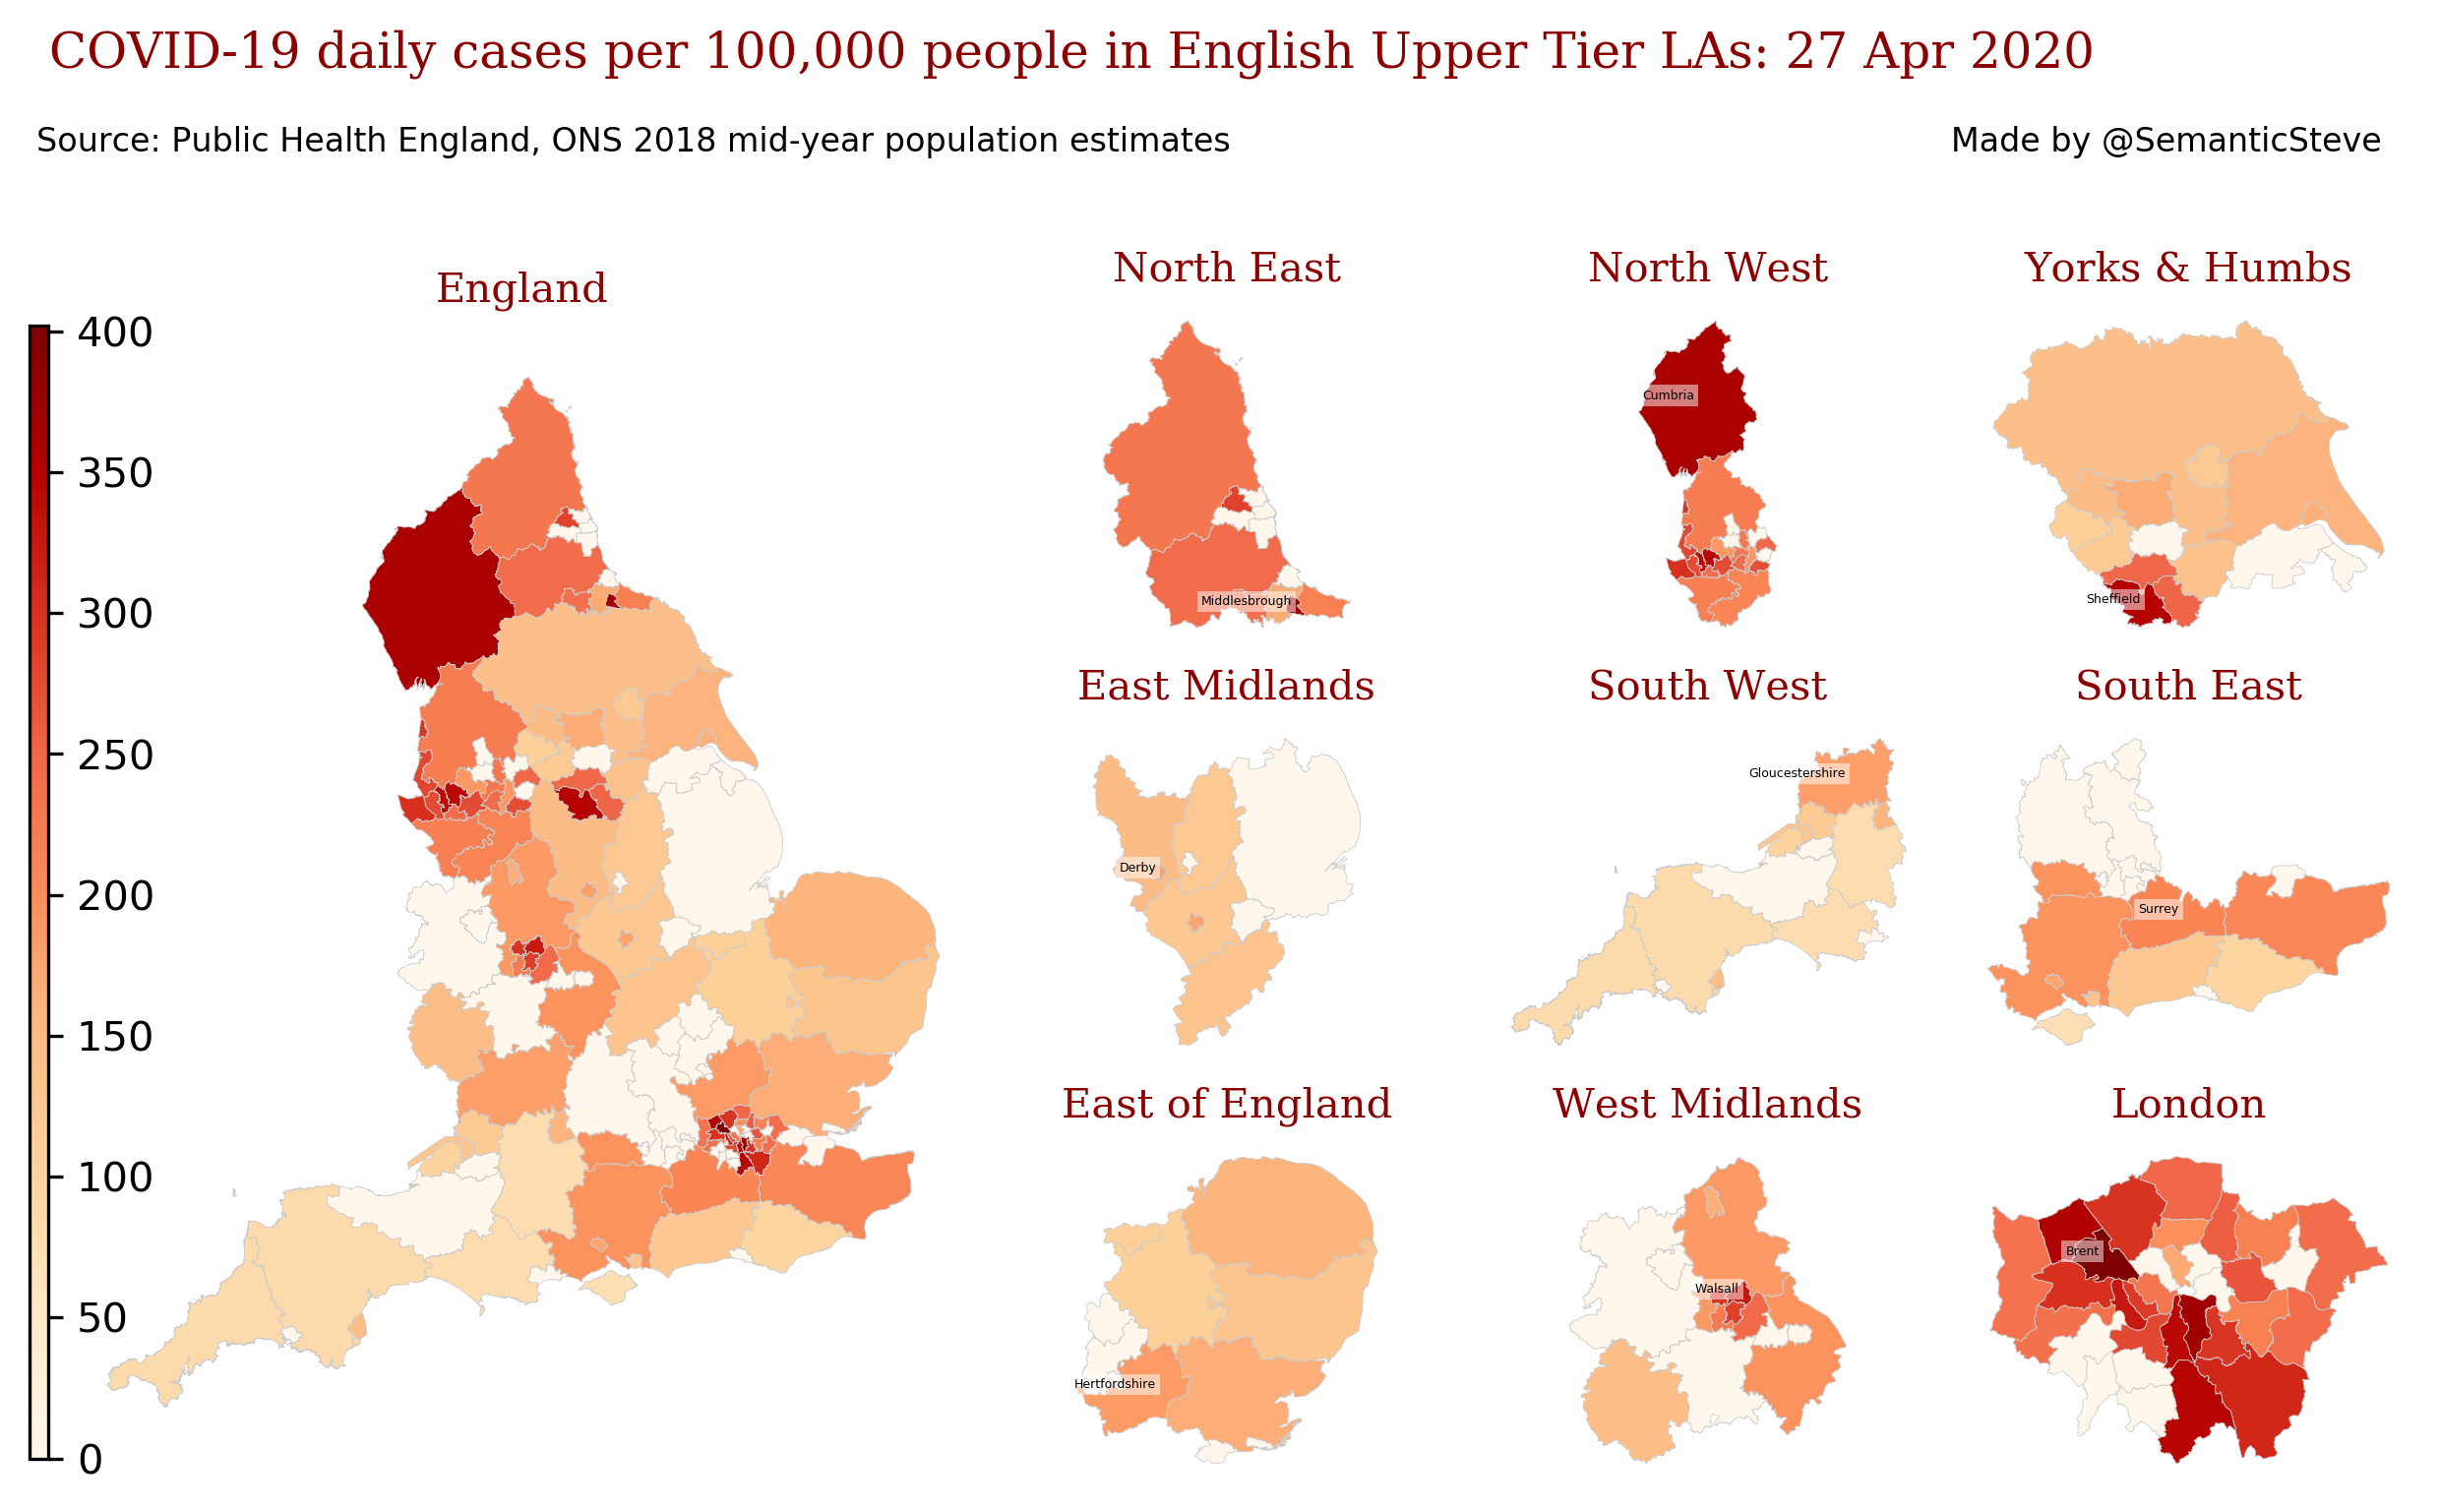 COVID-19 daily cases per 100,000 people in English Upper Tier LAs: 27 Apr 2020
Source: Public Health England, ONS 2018 mid-year population estimates
Made by @SemanticSteve
England
400
350
300
250
200
150
100
50
0
North East
Middlesbrough
North West
Cumbria
Yorks & Humbs
Sheffield
East Midlands
Derby
South West
Gloucestershire
South East
Surrey
East of England
Hertfordshire
West Midlands
Walsall
London
Brent